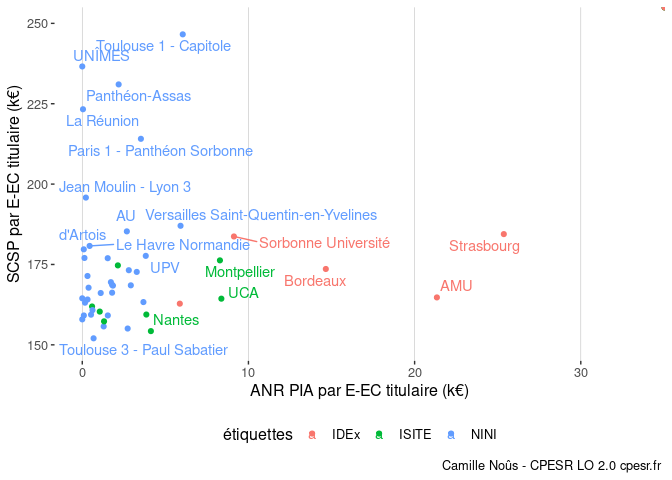 250
225
200
175
150
SCSP par E-EC titulaire (k€)
Toulouse 1 - Capitole
UNÎMES
Panthéon-Assas
La Réunion
Paris 1 - Panthéon Sorbonne
Jean Moulin - Lyon 3
AU
Versailles Saint-Quentin-en-Yvelines
d'Artois
Le Havre Normandie
Sorbonne Université
Strasbourg
UPV
Montpellier
Bordeaux
AMU
UCA
Nantes
Toulouse 3 - Paul Sabatier
0
10
20
30
ANR PIA par E-EC titulaire (k€)
étiquettes
IDEx
ISITE
NINI
Camille Noûs - CPESR LO 2.0 cpesr.fr